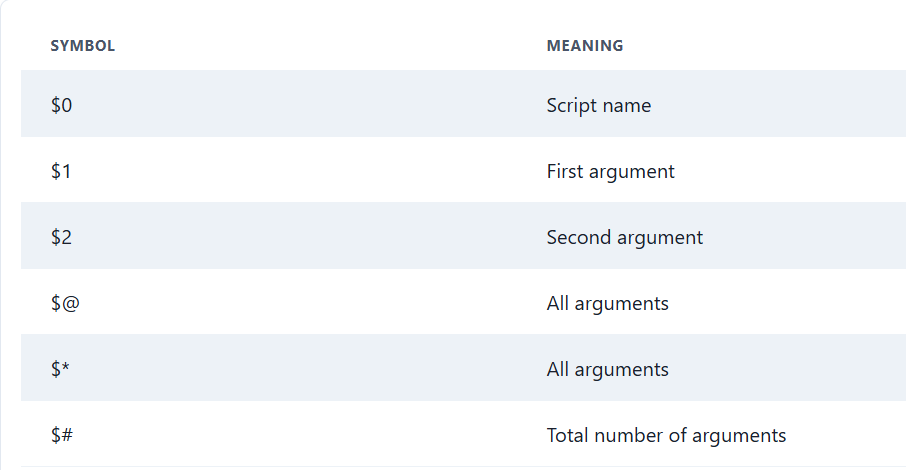 SYMBOL MEANING
$0 Script name
$1 First argument
$2 Second argument
$@ All arguments
$* All arguments
$# Total number of arguments